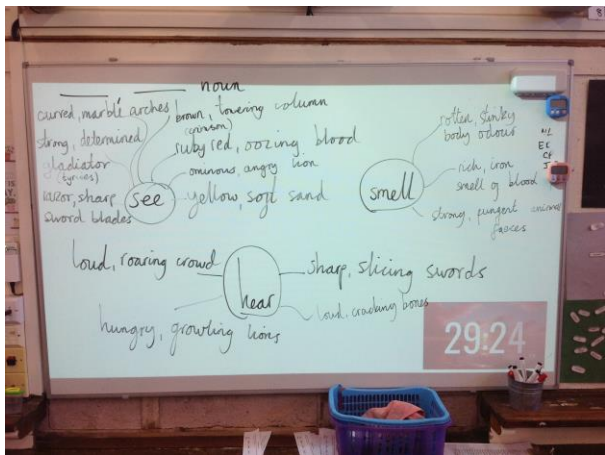 noun
curved, marble arches
strong, determined
gladiator
razor, sharp
sword blades
brown, towering column
(crimson)
ruby red, oozing blood
ominous, angry lion
yellow, soft sand
see
rotten, stinky
body odour
rich, iron
smell of blood
strong, pungent animal
faeces
smell
loud, roaring crowd
hungry, growling lions
hear
sharp, slicing swords
loud, cracking bones
29:24